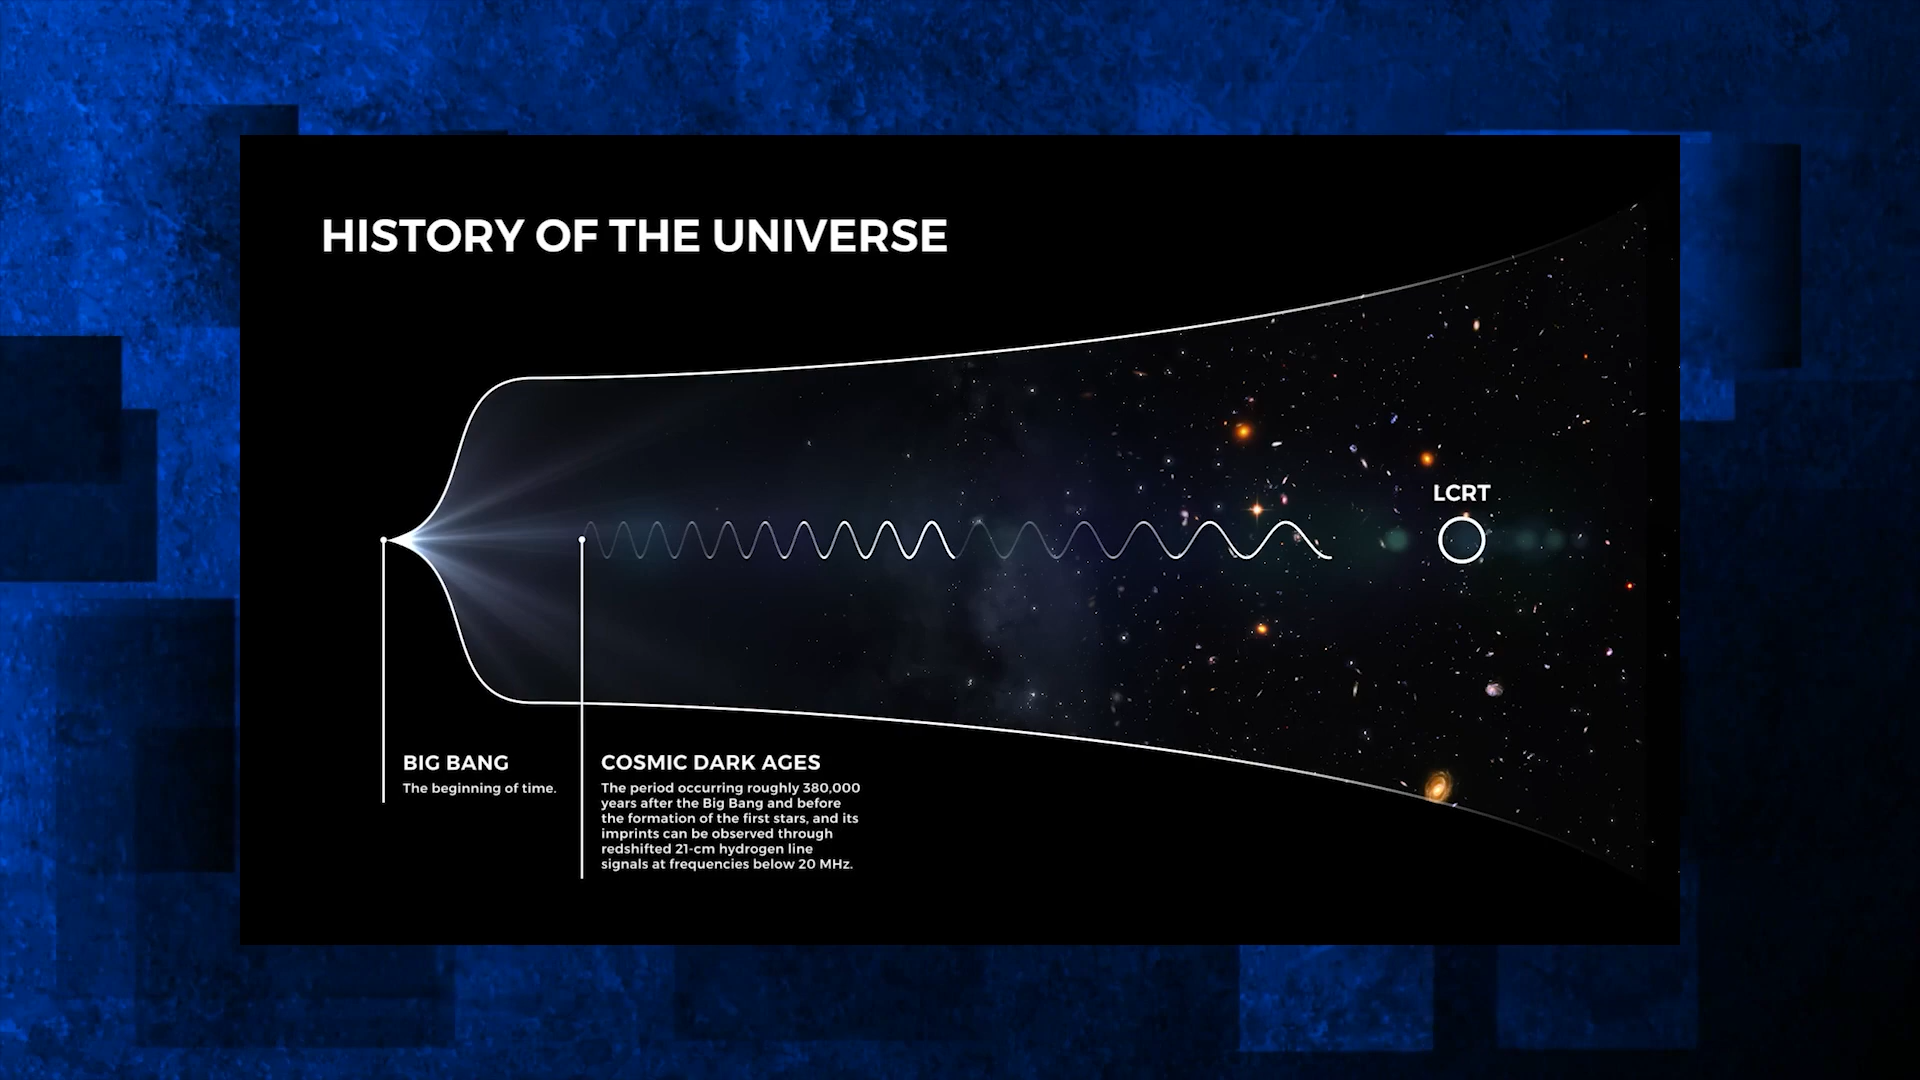 HISTORY OF THE UNIVERSE
LCRT
BIG BANG
The beginning of time.
COSMIC DARK AGES
The period occurring roughly 380,000
years after the Big Bang and before
the formation of the first stars, and its
imprints can be observed through
redshifted 21-cm hydrogen line
signals at frequencies below 20 MHz.